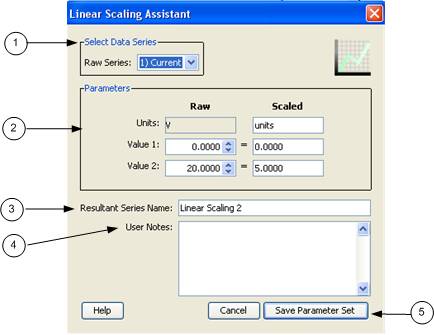 Linear Scaling Assistant
1
Select Data Series
Raw Series: 1) Current
Parameters
Raw Scaled
2
Units: V units
Value 1: 0.0000 = 0.0000
Value 2: 20.0000 = 5.0000
3
Resultant Series Name: Linear Scaling 2
4
User Notes:
Help Cancel Save Parameter Set
5